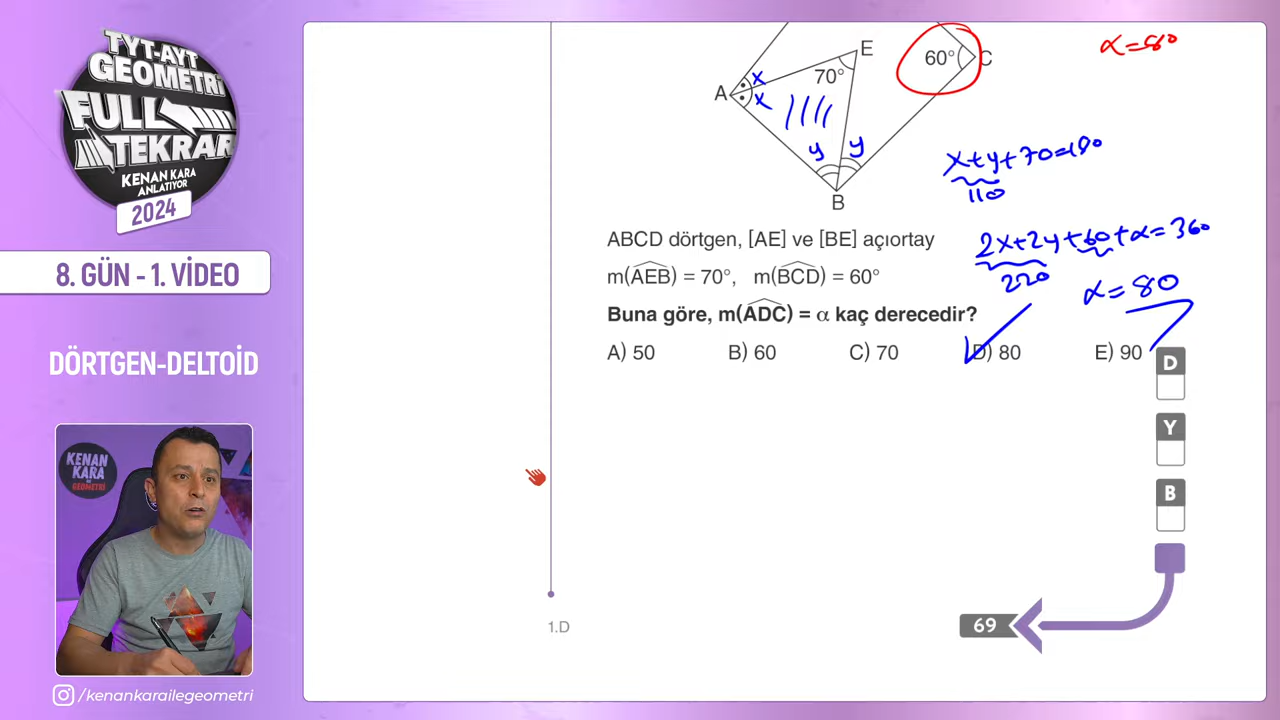 TYT-AYT
GEOMETRİ
FULL
TEKRAR
KENAN KARA
ANLATIYOR
2024
8. GÜN - 1. VİDEO
DÖRTGEN-DELTOİD
KENAN
KARA
ile
GEOMETRİ
/kenankarailegeometri
E
60°
C
α=80
70°
A
x
x
y
y
B
x+y+70=180
110
2x+2y+60+α=360
220
α=80
ABCD dörtgen, [AE] ve [BE] açıortay
m(AEB) = 70°, m(BCD) = 60°
Buna göre, m(ADC) = α kaç derecedir?
A) 50 B) 60 C) 70 D) 80 E) 90
D
Y
B
1.D
69